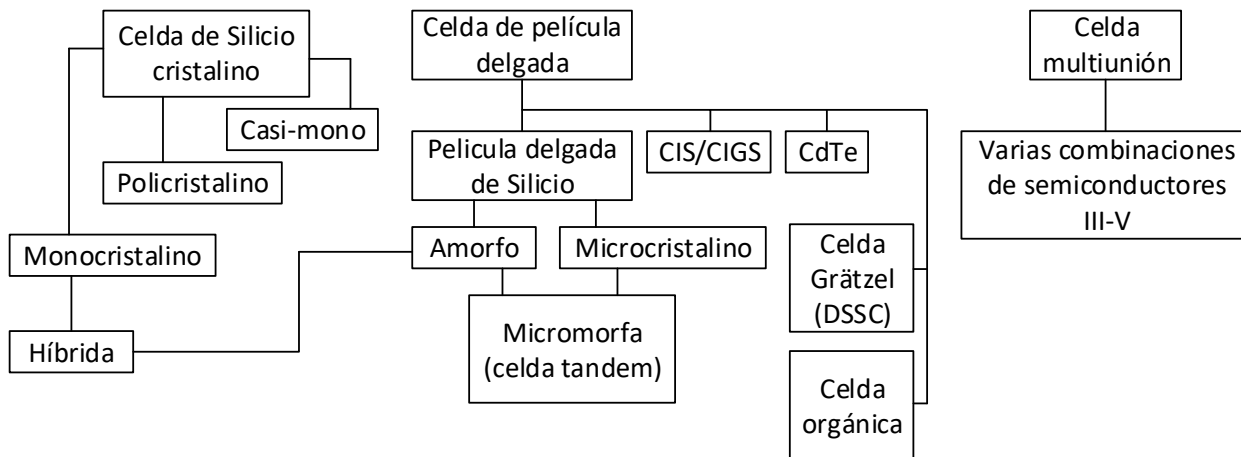 Celda de Silicio
cristalino
Casi-mono
Policristalino
Monocristalino
Híbrida
Celda de película
delgada
Pelicula delgada
de Silicio
CIS/CIGS
CdTe
Amorfo
Microcristalino
Micromorfa
(celda tandem)
Celda
Grätzel
(DSSC)
Celda
orgánica
Celda
multiunión
Varias combinaciones
de semiconductores
III-V